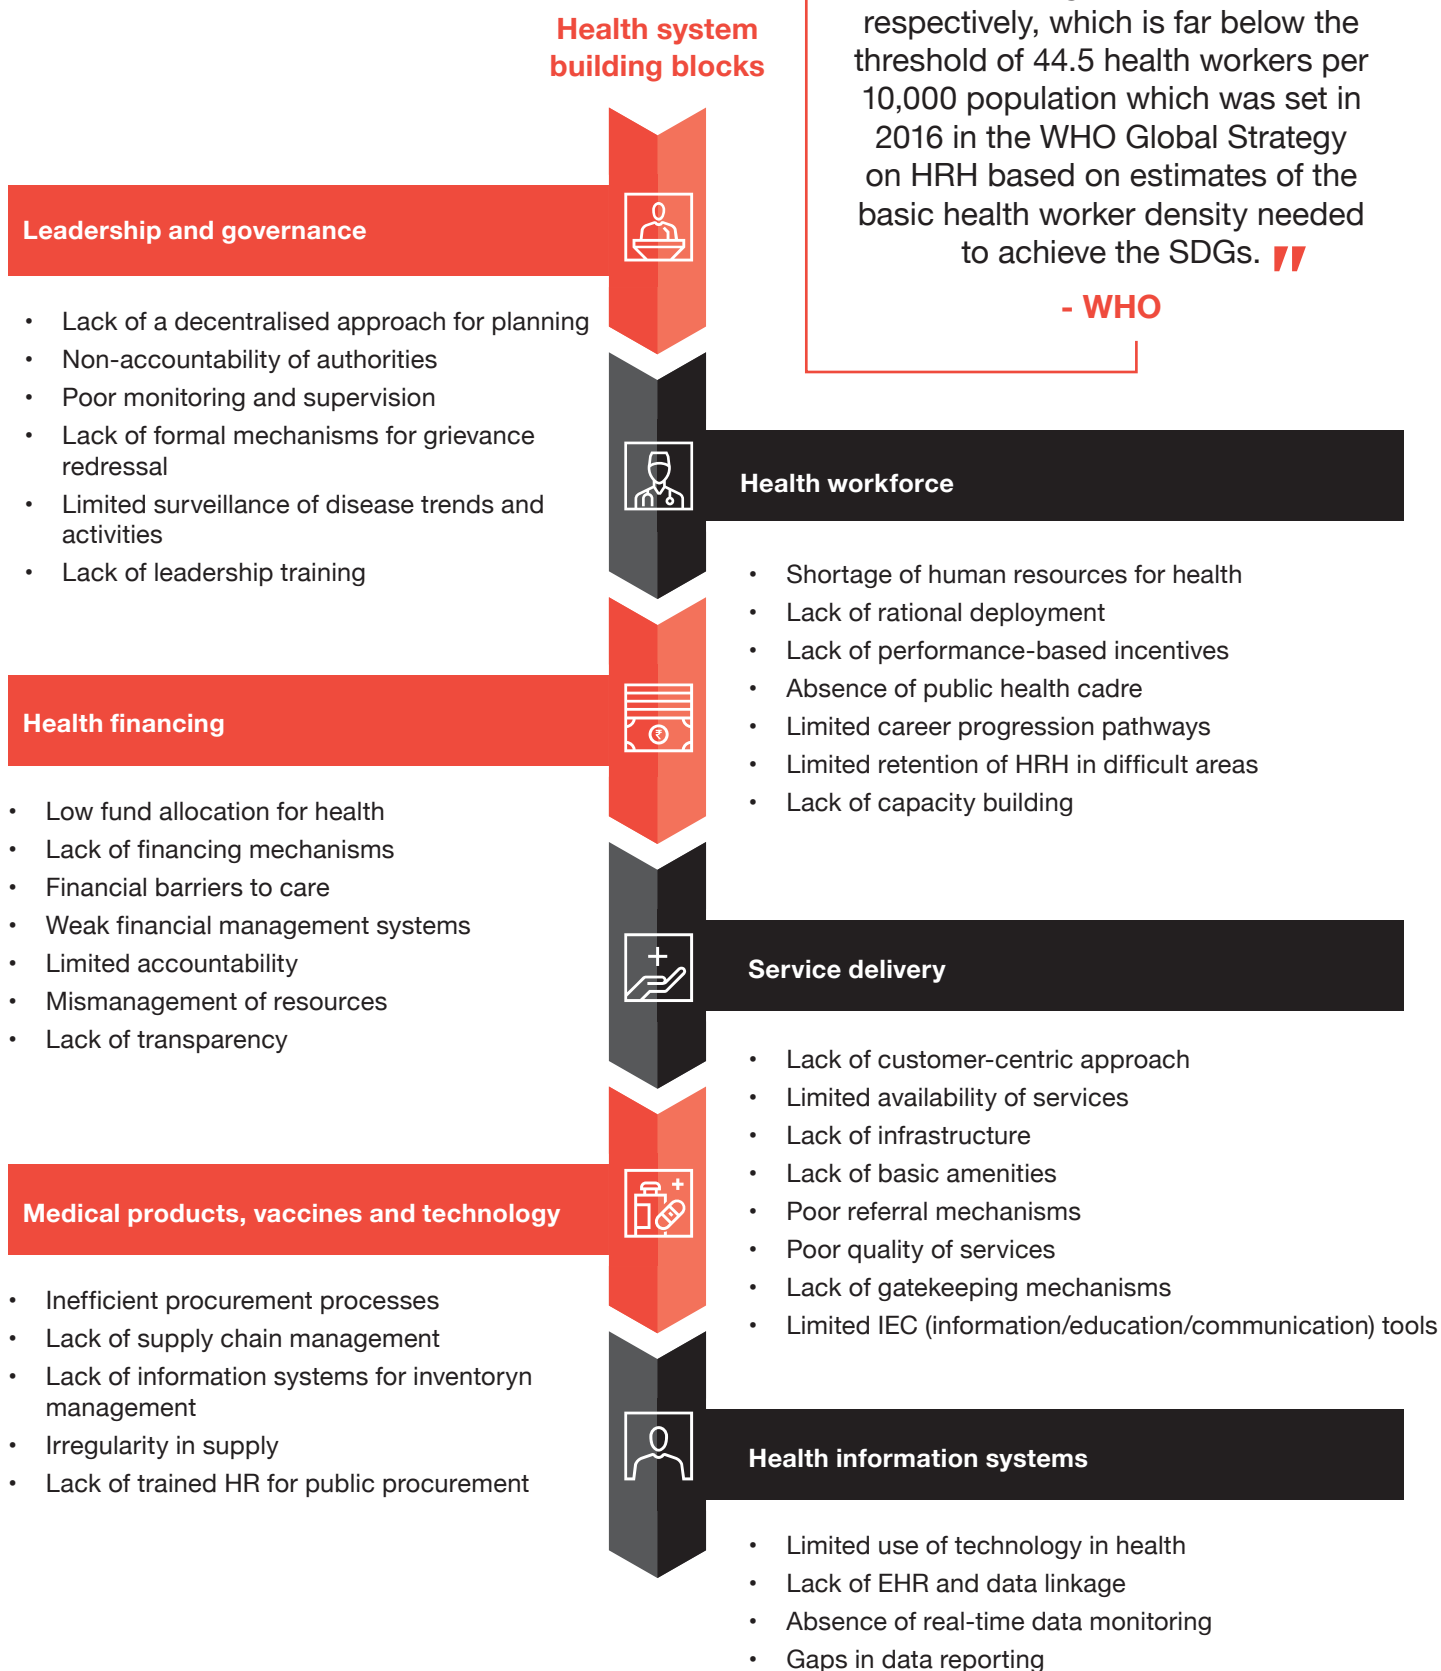 Health system
building blocks
respectively, which is far below the
threshold of 44.5 health workers per
10,000 population which was set in
2016 in the WHO Global Strategy
on HRH based on estimates of the
basic health worker density needed
to achieve the SDGs. "
- WHO
Leadership and governance
• Lack of a decentralised approach for planning
• Non-accountability of authorities
• Poor monitoring and supervision
• Lack of formal mechanisms for grievance
redressal
• Limited surveillance of disease trends and
activities
• Lack of leadership training
Health workforce
• Shortage of human resources for health
• Lack of rational deployment
• Lack of performance-based incentives
• Absence of public health cadre
• Limited career progression pathways
• Limited retention of HRH in difficult areas
• Lack of capacity building
Health financing
• Low fund allocation for health
• Lack of financing mechanisms
• Financial barriers to care
• Weak financial management systems
• Limited accountability
• Mismanagement of resources
• Lack of transparency
₹
Service delivery
• Lack of customer-centric approach
• Limited availability of services
• Lack of infrastructure
• Lack of basic amenities
• Poor referral mechanisms
• Poor quality of services
• Lack of gatekeeping mechanisms
• Limited IEC (information/education/communication) tools
Medical products, vaccines and technology
• Inefficient procurement processes
• Lack of supply chain management
• Lack of information systems for inventoryn
management
• Irregularity in supply
• Lack of trained HR for public procurement
Health information systems
• Limited use of technology in health
• Lack of EHR and data linkage
• Absence of real-time data monitoring
• Gaps in data reporting